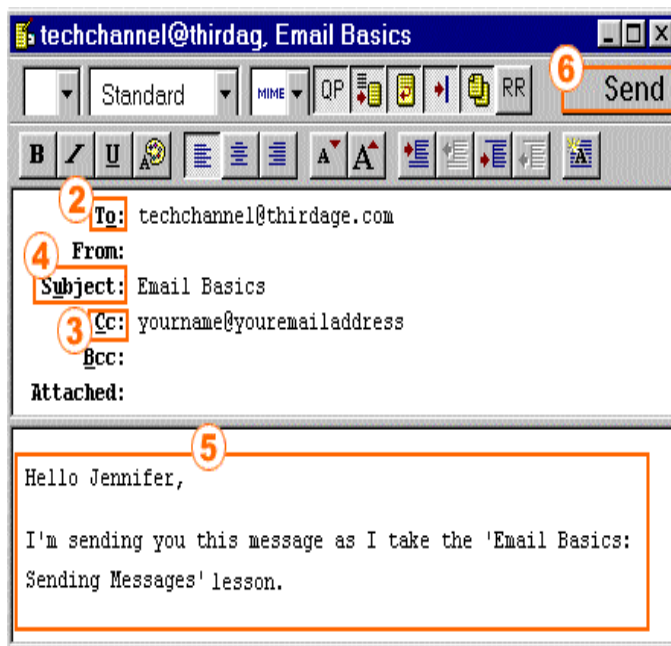 techchannel@thirdag, Email Basics
6
Standard MIME QP RR Send
B I U A A A A
2
To: techchannel@thirdage.com
4
From:
Subject: Email Basics
3
Cc: yourname@youremailaddress
Bcc:
Attached:
5
Hello Jennifer,
I'm sending you this message as I take the 'Email Basics:
Sending Messages' lesson.